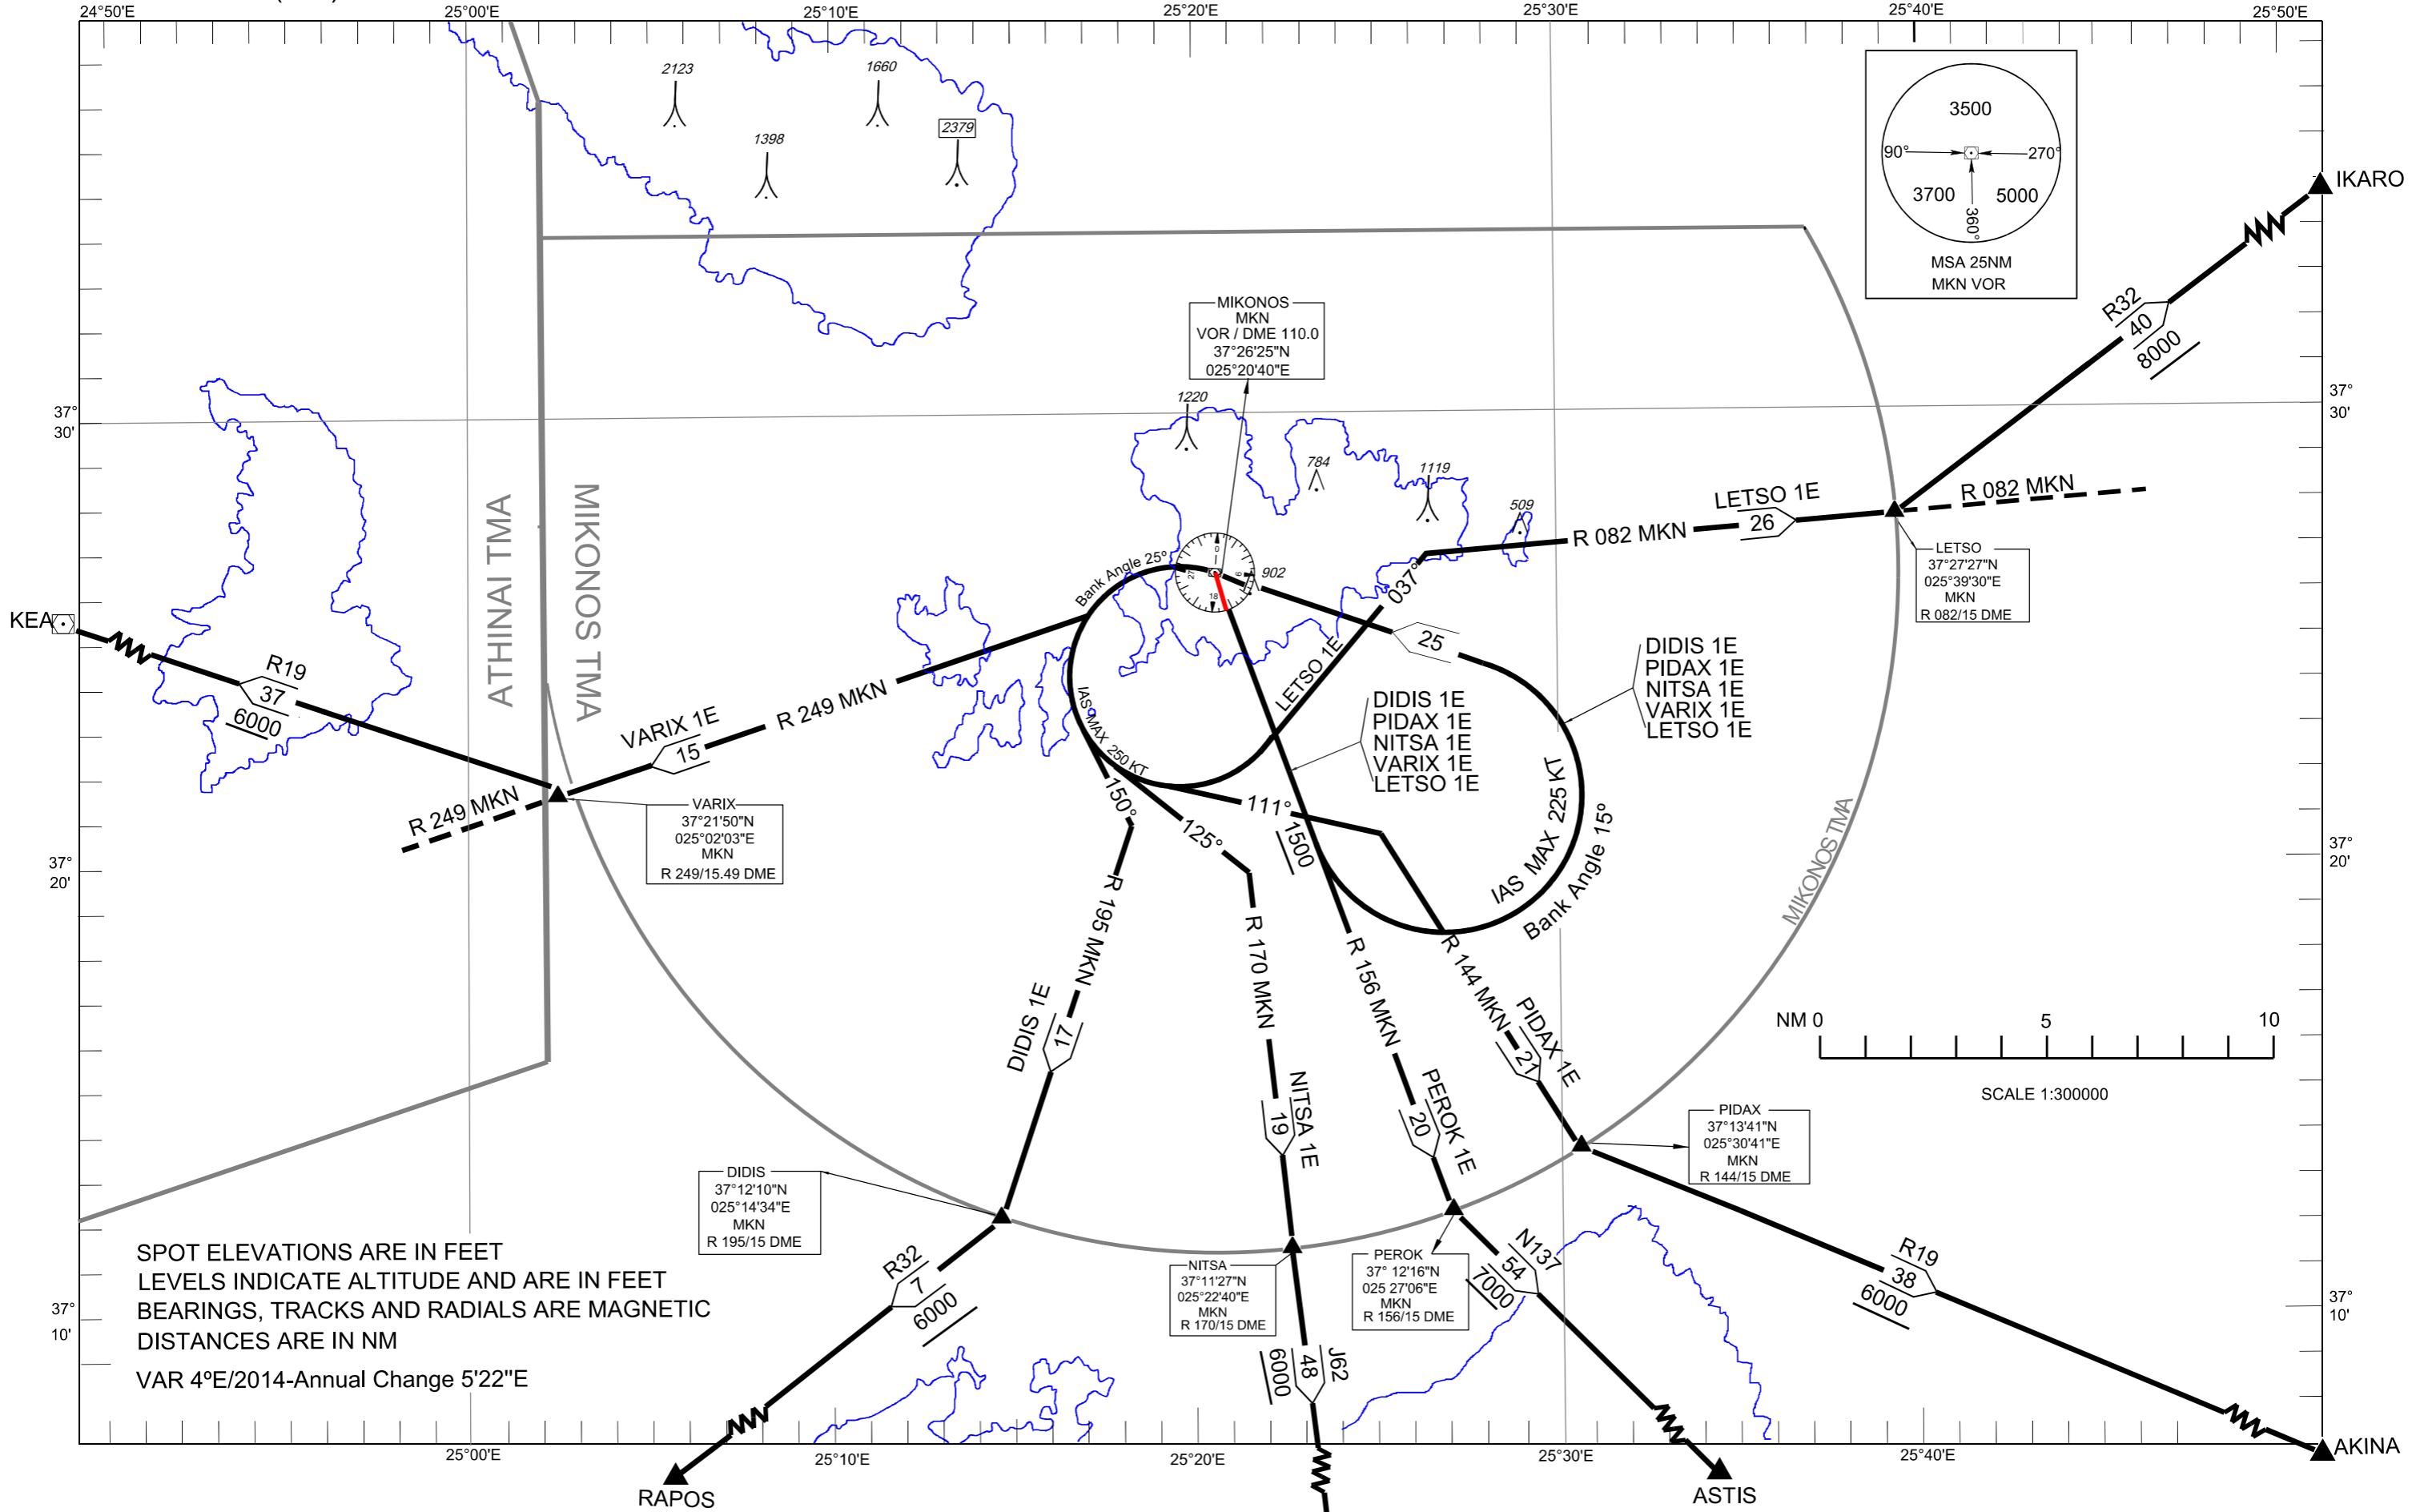 24°50'E
25°00'E
25°10'E
25°20'E
25°30'E
25°40'E
25°50'E
2123
1660
1398
2379
3500
90°
270°
3700
5000
360°
MSA 25NM
MKN VOR
IKARO
R32
40
8000
MIKONOS
MKN
VOR / DME 110.0
37°26'25"N
025°20'40"E
37°
30'
37°
30'
1220
784
1119
509
902
LETSO 1E
26
R 082 MKN
R 082 MKN
LETSO
37°27'27"N
025°39'30"E
MKN
R 082/15 DME
ATHINAI TMA
MIKONOS TMA
0
9
18
27
Bank Angle 25º
IAS MAX 250 KT
037°
LETSO 1E
25
KEA
R19
37
6000
VARIX 1E
15
R 249 MKN
R 249 MKN
VARIX
37°21'50"N
025°02'03"E
MKN
R 249/15.49 DME
DIDIS 1E
PIDAX 1E
NITSA 1E
VARIX 1E
LETSO 1E
DIDIS 1E
PIDAX 1E
NITSA 1E
VARIX 1E
LETSO 1E
150°
125°
111°
1500
IAS MAX 225 KT
Bank Angle 15º
MIKONOS TMA
37°
20'
37°
20'
R 195 MKN
DIDIS 1E
17
R 170 MKN
NITSA 1E
19
R 156 MKN
PEROK 1E
20
R 144 MKN
PIDAX 1E
21
NM 0
5
10
SCALE 1:300000
PIDAX
37°13'41"N
025°30'41"E
MKN
R 144/15 DME
DIDIS
37°12'10"N
025°14'34"E
MKN
R 195/15 DME
NITSA
37°11'27"N
025°22'40"E
MKN
R 170/15 DME
PEROK
37° 12'16"N
025 27'06"E
MKN
R 156/15 DME
R32
7
6000
J62
48
6000
N137
54
7000
R19
38
6000
37°
10'
37°
10'
SPOT ELEVATIONS ARE IN FEET
LEVELS INDICATE ALTITUDE AND ARE IN FEET
BEARINGS, TRACKS AND RADIALS ARE MAGNETIC
DISTANCES ARE IN NM
VAR 4ºE/2014-Annual Change 5'22"E
25°00'E
25°10'E
25°20'E
25°30'E
25°40'E
AKINA
RAPOS
ASTIS